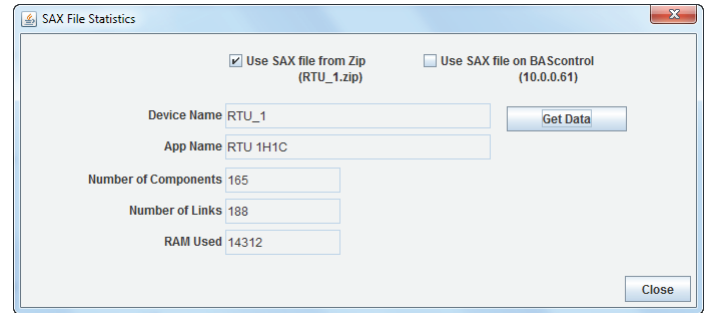 SAX File Statistics
Use SAX file from Zip
(RTU_1.zip)
Use SAX file on BAScontrol
(10.0.0.61)
Device Name RTU_1
Get Data
App Name RTU 1H1C
Number of Components 165
Number of Links 188
RAM Used 14312
Close